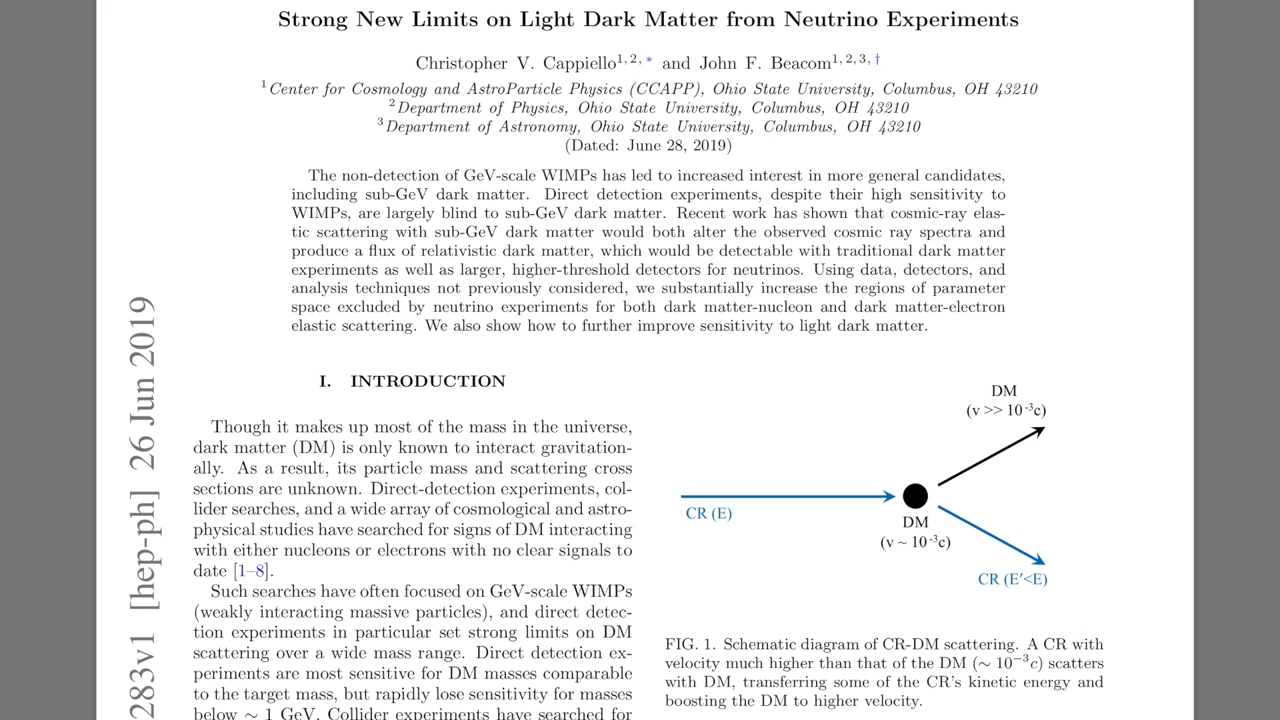 Strong New Limits on Light Dark Matter from Neutrino Experiments
Christopher V. Cappiello1, 2, * and John F. Beacom1, 2, 3, †
1Center for Cosmology and AstroParticle Physics (CCAPP), Ohio State University, Columbus, OH 43210
2Department of Physics, Ohio State University, Columbus, OH 43210
3Department of Astronomy, Ohio State University, Columbus, OH 43210
(Dated: June 28, 2019)
The non-detection of GeV-scale WIMPs has led to increased interest in more general candidates,
including sub-GeV dark matter. Direct detection experiments, despite their high sensitivity to
WIMPs, are largely blind to sub-GeV dark matter. Recent work has shown that cosmic-ray elas-
tic scattering with sub-GeV dark matter would both alter the observed cosmic ray spectra and
produce a flux of relativistic dark matter, which would be detectable with traditional dark matter
experiments as well as larger, higher-threshold detectors for neutrinos. Using data, detectors, and
analysis techniques not previously considered, we substantially increase the regions of parameter
space excluded by neutrino experiments for both dark matter-nucleon and dark matter-electron
elastic scattering. We also show how to further improve sensitivity to light dark matter.
283v1 [hep-ph] 26 Jun 2019
I. INTRODUCTION
Though it makes up most of the mass in the universe,
dark matter (DM) is only known to interact gravitation-
ally. As a result, its particle mass and scattering cross
sections are unknown. Direct-detection experiments, col-
lider searches, and a wide array of cosmological and astro-
physical studies have searched for signs of DM interacting
with either nucleons or electrons with no clear signals to
date [1–8].
Such searches have often focused on GeV-scale WIMPs
(weakly interacting massive particles), and direct detec-
tion experiments in particular set strong limits on DM
scattering over a wide mass range. Direct detection ex-
periments are most sensitive for DM masses comparable
to the target mass, but rapidly lose sensitivity for masses
below ∼ 1 GeV. Collider experiments have searched for
DM
(v >> 10-3c)
CR (E)
DM
(v ~ 10-3c)
CR (E'<E)
FIG. 1. Schematic diagram of CR-DM scattering. A CR with
velocity much higher than that of the DM (∼ 10−3c) scatters
with DM, transferring some of the CR's kinetic energy and
boosting the DM to higher velocity.